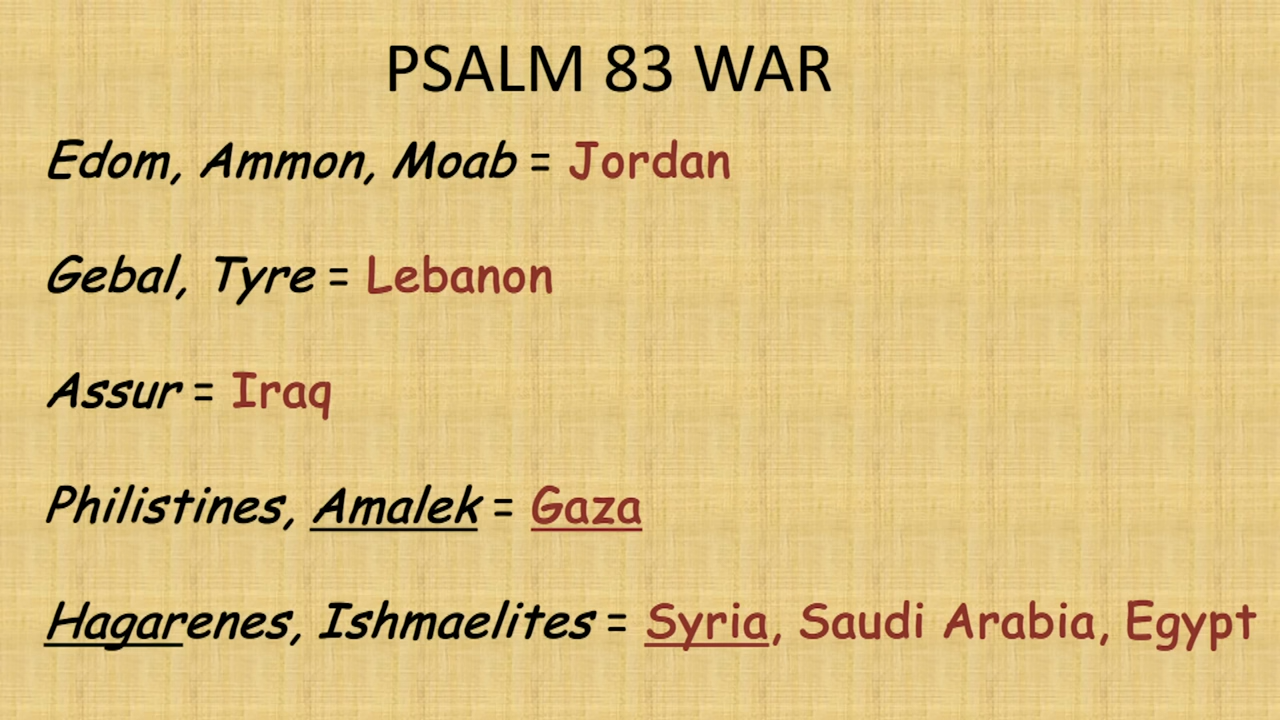 PSALM 83 WAR
Edom, Ammon, Moab = Jordan
Gebal, Tyre = Lebanon
Assur = Iraq
Philistines, Amalek = Gaza
Hagarenes, Ishmaelites = Syria, Saudi Arabia, Egypt